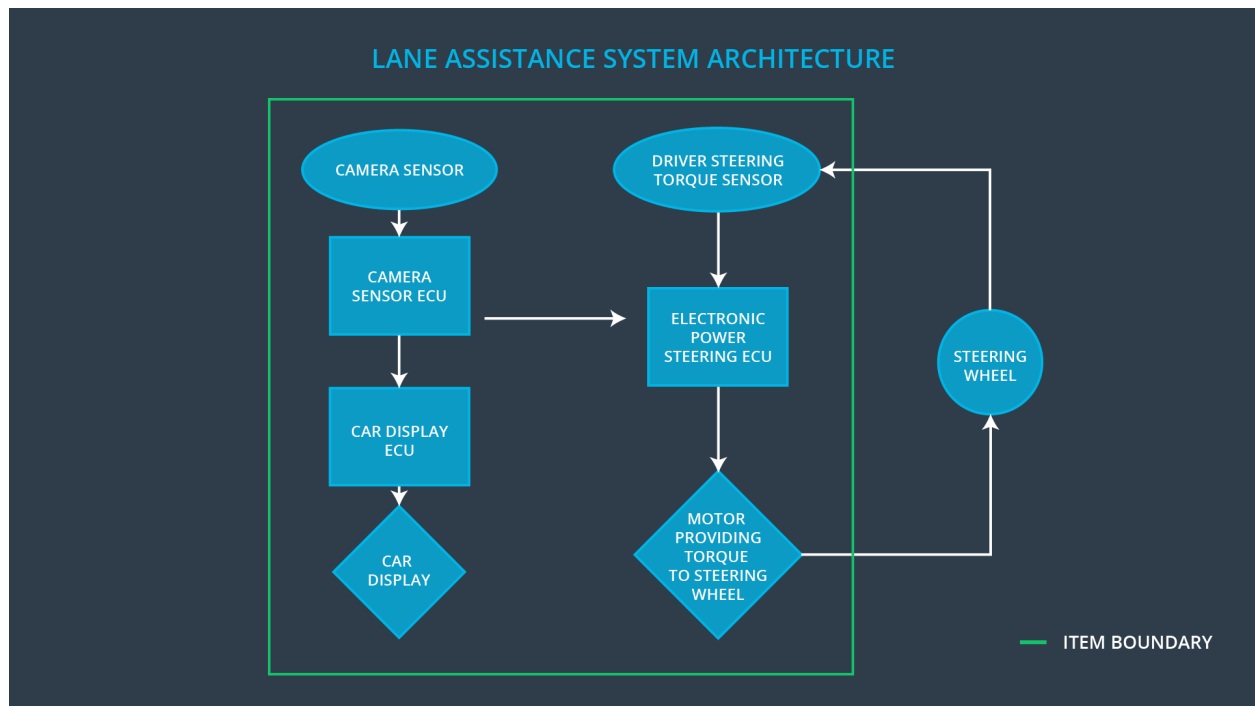 LANE ASSISTANCE SYSTEM ARCHITECTURE
CAMERA SENSOR
DRIVER STEERING
TORQUE SENSOR
CAMERA
SENSOR ECU
ELECTRONIC
POWER
STEERING ECU
STEERING
WHEEL
CAR DISPLAY
ECU
CAR
DISPLAY
MOTOR
PROVIDING
TORQUE
TO STEERING
WHEEL
ITEM BOUNDARY